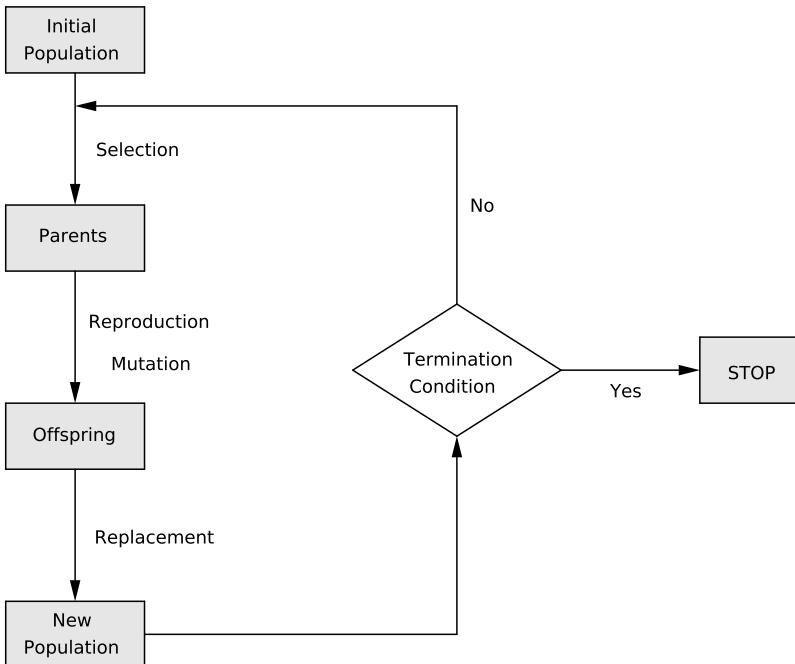 Initial
Population
Selection
Parents
No
Reproduction
Mutation
Termination
Condition
Yes
STOP
Offspring
Replacement
New
Population